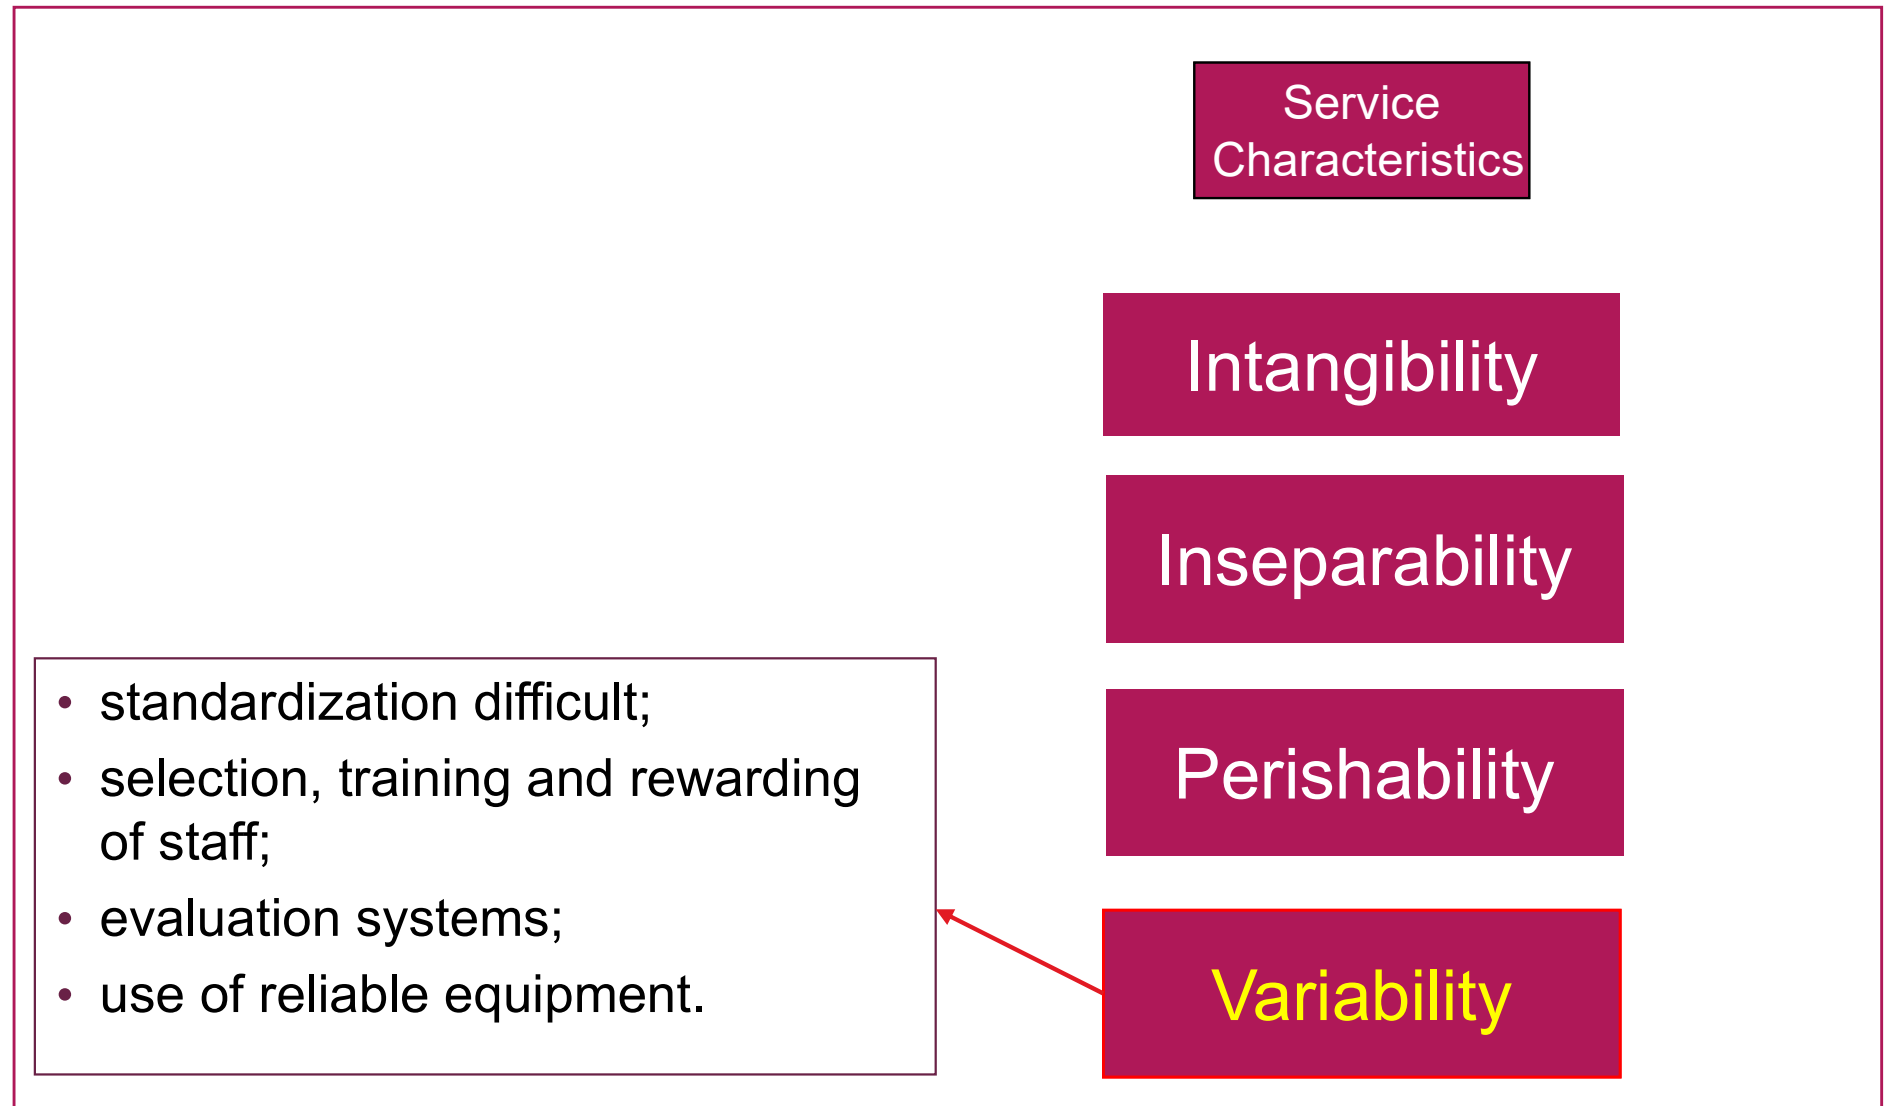 Service
Characteristics
Intangibility
Inseparability
Perishability
Variability
• standardization difficult;
• selection, training and rewarding
of staff;
• evaluation systems;
• use of reliable equipment.